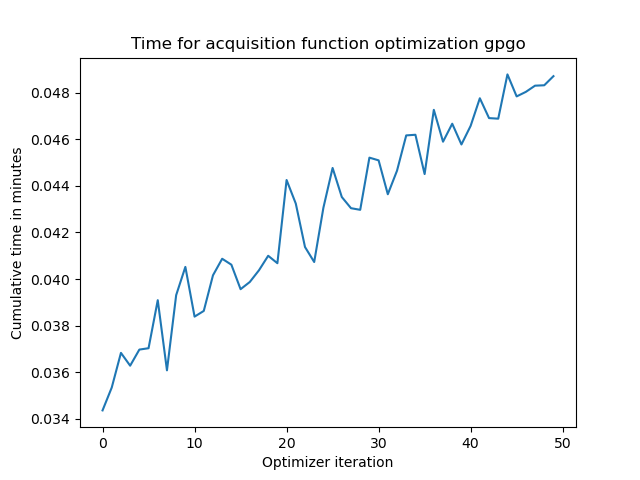 Time for acquisition function optimization gpgo
Cumulative time in minutes
0.048
0.046
0.044
0.042
0.040
0.038
0.036
0.034
0 10 20 30 40 50
Optimizer iteration